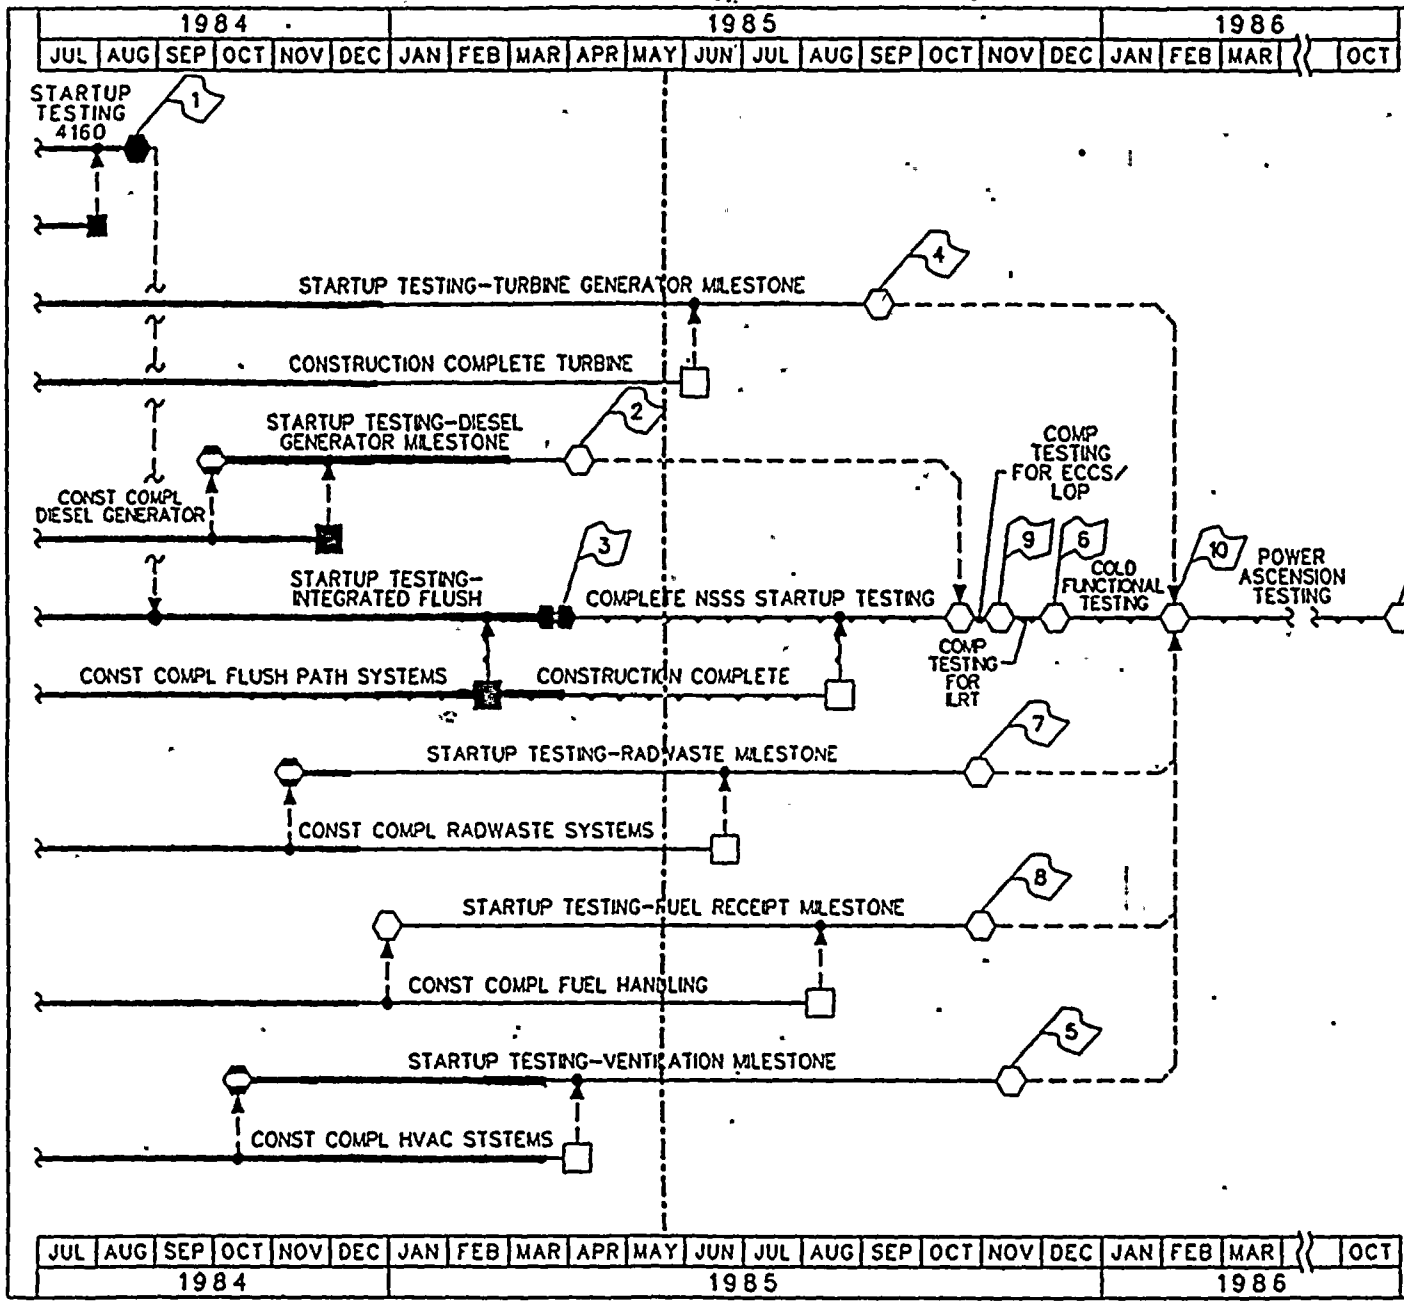 1984 1985 1986
JUL AUG SEP OCT NOV DEC JAN FEB MAR APR MAY JUN JUL AUG SEP OCT NOV DEC JAN FEB MAR OCT
STARTUP
TESTING
4160
1
4
STARTUP TESTING-TURBINE GENERATOR MILESTONE
CONSTRUCTION COMPLETE TURBINE
2
STARTUP TESTING-DIESEL
GENERATOR MILESTONE
COMP
TESTING
FOR ECCS/
LOP
CONST COMPL
DIESEL GENERATOR
3
9
6
10
STARTUP TESTING-
INTEGRATED FLUSH
COMPLETE NSSS STARTUP TESTING
COLD
FUNCTIONAL
TESTING
POWER
ASCENSION
TESTING
CONST COMPL FLUSH PATH SYSTEMS
CONSTRUCTION COMPLETE
COMP
TESTING
FOR
ILRT
7
STARTUP TESTING-RADWASTE MILESTONE
CONST COMPL RADWASTE SYSTEMS
8
STARTUP TESTING-FUEL RECEIPT MILESTONE
CONST COMPL FUEL HANDLING
5
STARTUP TESTING-VENTILATION MILESTONE
CONST COMPL HVAC STSTEMS
JUL AUG SEP OCT NOV DEC JAN FEB MAR APR MAY JUN JUL AUG SEP OCT NOV DEC JAN FEB MAR OCT
1984 1985 1986